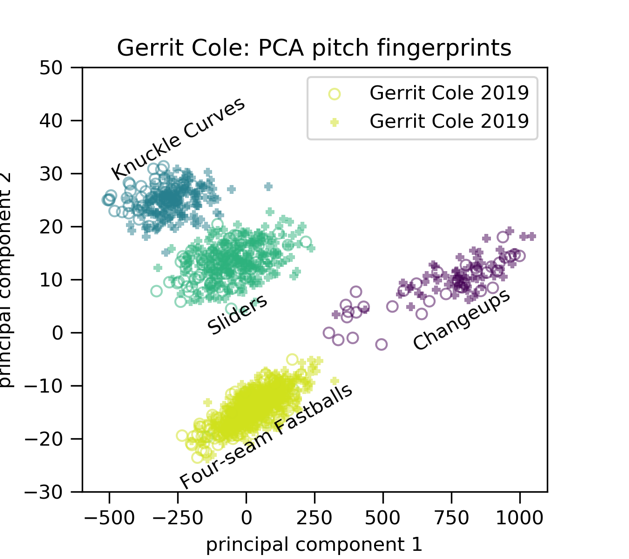 Gerrit Cole: PCA pitch fingerprints
50
Gerrit Cole 2019
Gerrit Cole 2019
40
Knuckle Curves
30
20
10
Sliders
Changeups
0
−10
Four-seam Fastballs
−20
−30
principal component 2
−500 −250 0 250 500 750 1000
principal component 1